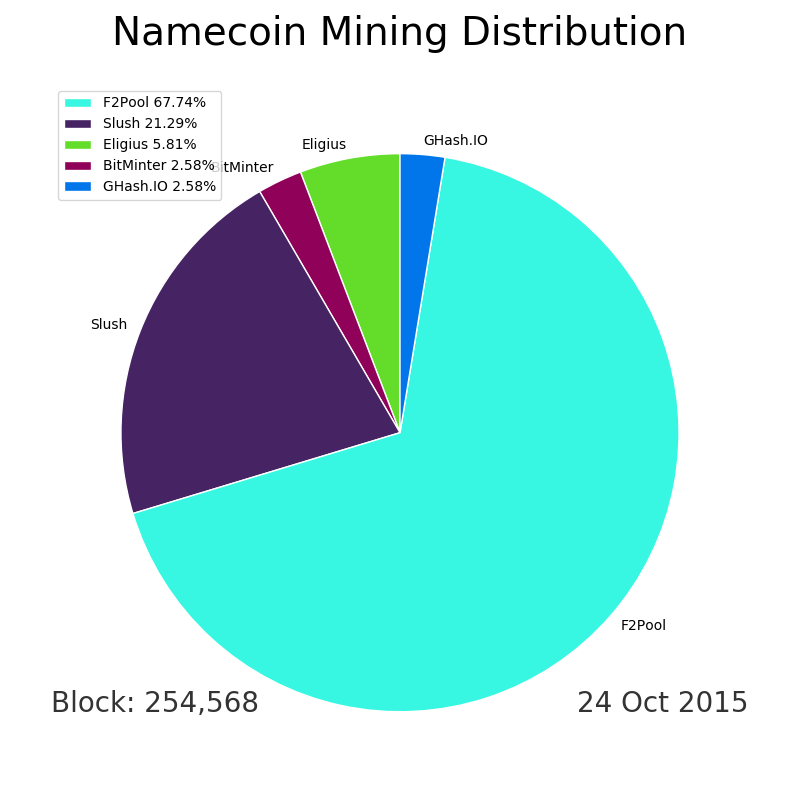 Namecoin Mining Distribution
F2Pool 67.74%
Slush 21.29%
Eligius 5.81%
BitMinter 2.58%
GHash.IO 2.58%
GHash.IO
Eligius
BitMinter
Slush
F2Pool
Block: 254,568
24 Oct 2015